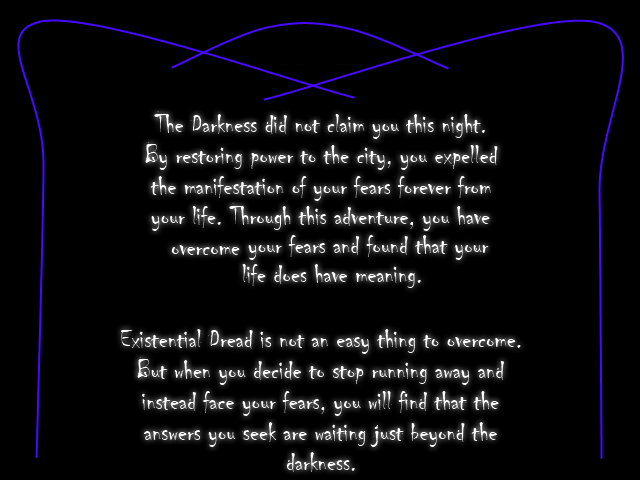 The Darkness did not claim you this night.
By restoring power to the city, you expelled
the manifestation of your fears forever from
your life. Through this adventure, you have
overcome your fears and found that your
life does have meaning.
Existential Dread is not an easy thing to overcome.
But when you decide to stop running away and
instead face your fears, you will find that the
answers you seek are waiting just beyond the
darkness.